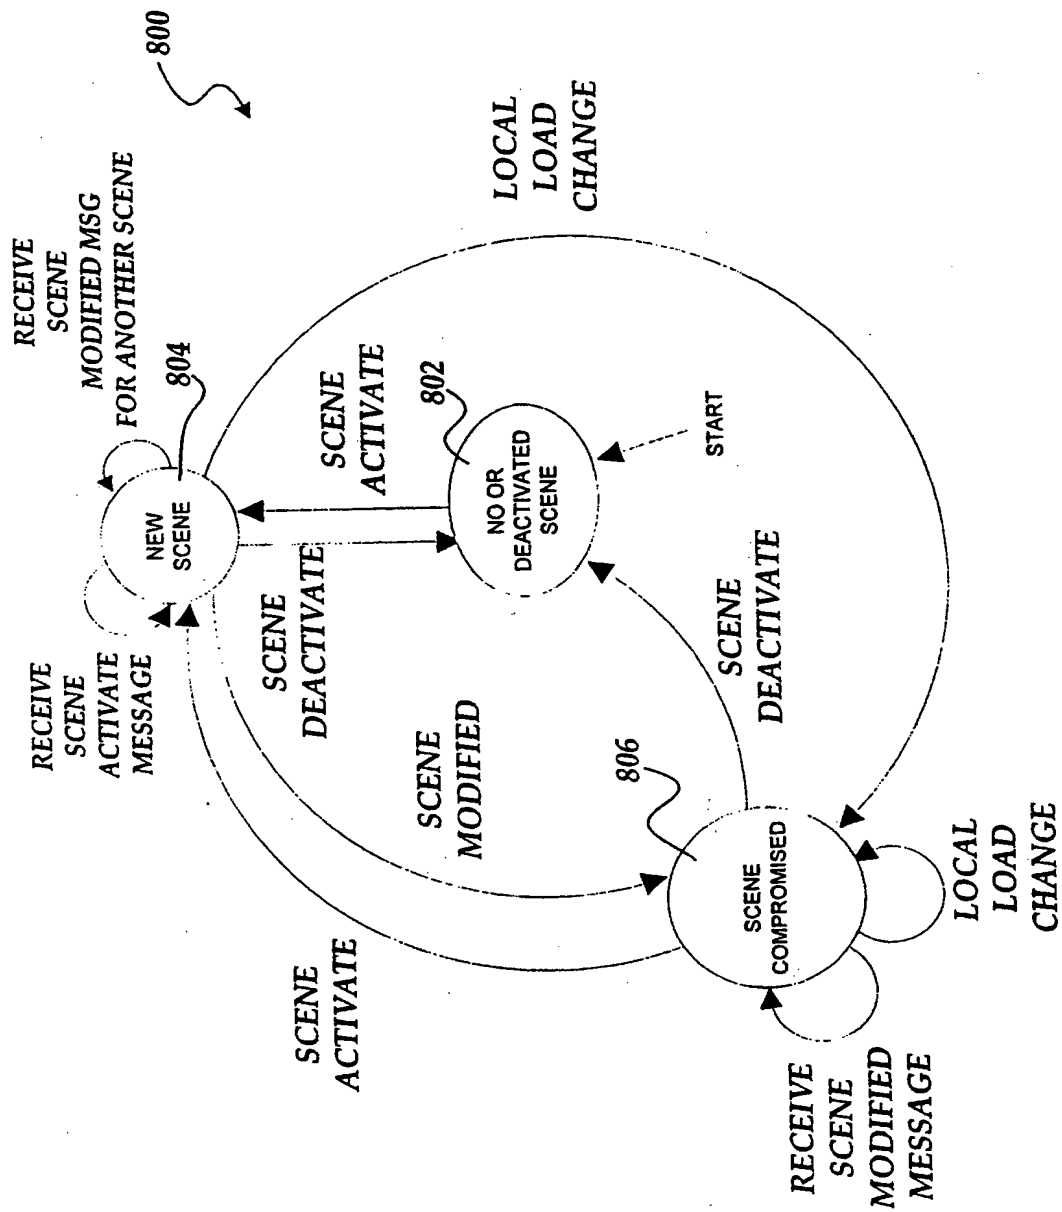 800
RECEIVE
SCENE
MODIFIED MSG
FOR ANOTHER SCENE
804
NEW
SCENE
RECEIVE
SCENE
ACTIVATE
MESSAGE
LOCAL
LOAD
CHANGE
SCENE
ACTIVATE
802
NO OR
DEACTIVATED
SCENE
START
SCENE
DEACTIVATE
SCENE
MODIFIED
SCENE
DEACTIVATE
806
SCENE
COMPROMISED
SCENE
ACTIVATE
LOCAL
LOAD
CHANGE
RECEIVE
SCENE
MODIFIED
MESSAGE